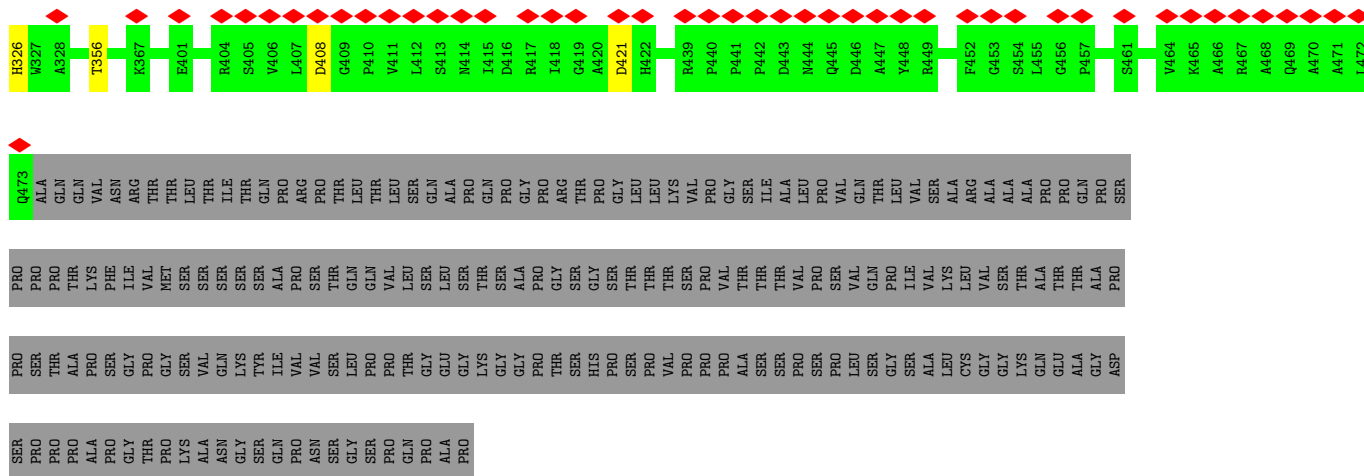 H326 W327 A328 T356 K367 E401 R404 S405 V406 L407 D408 G409 P410 V411 L412 S413 N414 I415 D416 R417 I418 G419 A420 D421 H422 R439 P440 P441 P442 D443 N444 Q445 D446 A447 Y448 R449 F452 G453 S454 L455 G456 P457 S461 V464 K465 A466 R467 A468 Q469 A470 A471 L472
Q473 ALA GLN GLN VAL ASN ARG THR THR LEU THR ILE THR GLN PRO ARG PRO THR LEU THR LEU SER GLN ALA PRO GLN PRO GLY PRO ARG THR PRO GLY LEU LEU LYS VAL PRO GLY SER ILE ALA LEU PRO VAL GLN THR LEU VAL SER ALA ARG ALA ALA ALA PRO PRO GLN PRO SER
PRO PRO PRO THR LYS PHE ILE VAL MET SER SER SER SER SER ALA PRO SER THR GLN GLN VAL LEU SER LEU SER THR SER ALA PRO GLY SER GLY SER THR THR THR SER PRO VAL THR THR THR VAL PRO SER VAL GLN PRO ILE VAL LYS LEU VAL SER THR ALA THR THR ALA PRO
PRO SER THR ALA PRO SER GLY PRO GLY SER VAL GLN LYS TYR ILE VAL VAL SER LEU PRO PRO THR GLY GLU GLY LYS GLY GLY PRO THR SER HIS PRO SER PRO VAL PRO PRO PRO ALA SER SER PRO SER PRO LEU SER GLY SER ALA LEU CYS GLY GLY LYS GLN GLU ALA GLY ASP
SER PRO PRO PRO ALA PRO GLY THR PRO LYS ALA ASN GLY SER GLN PRO ASN SER GLY SER PRO GLN PRO ALA PRO